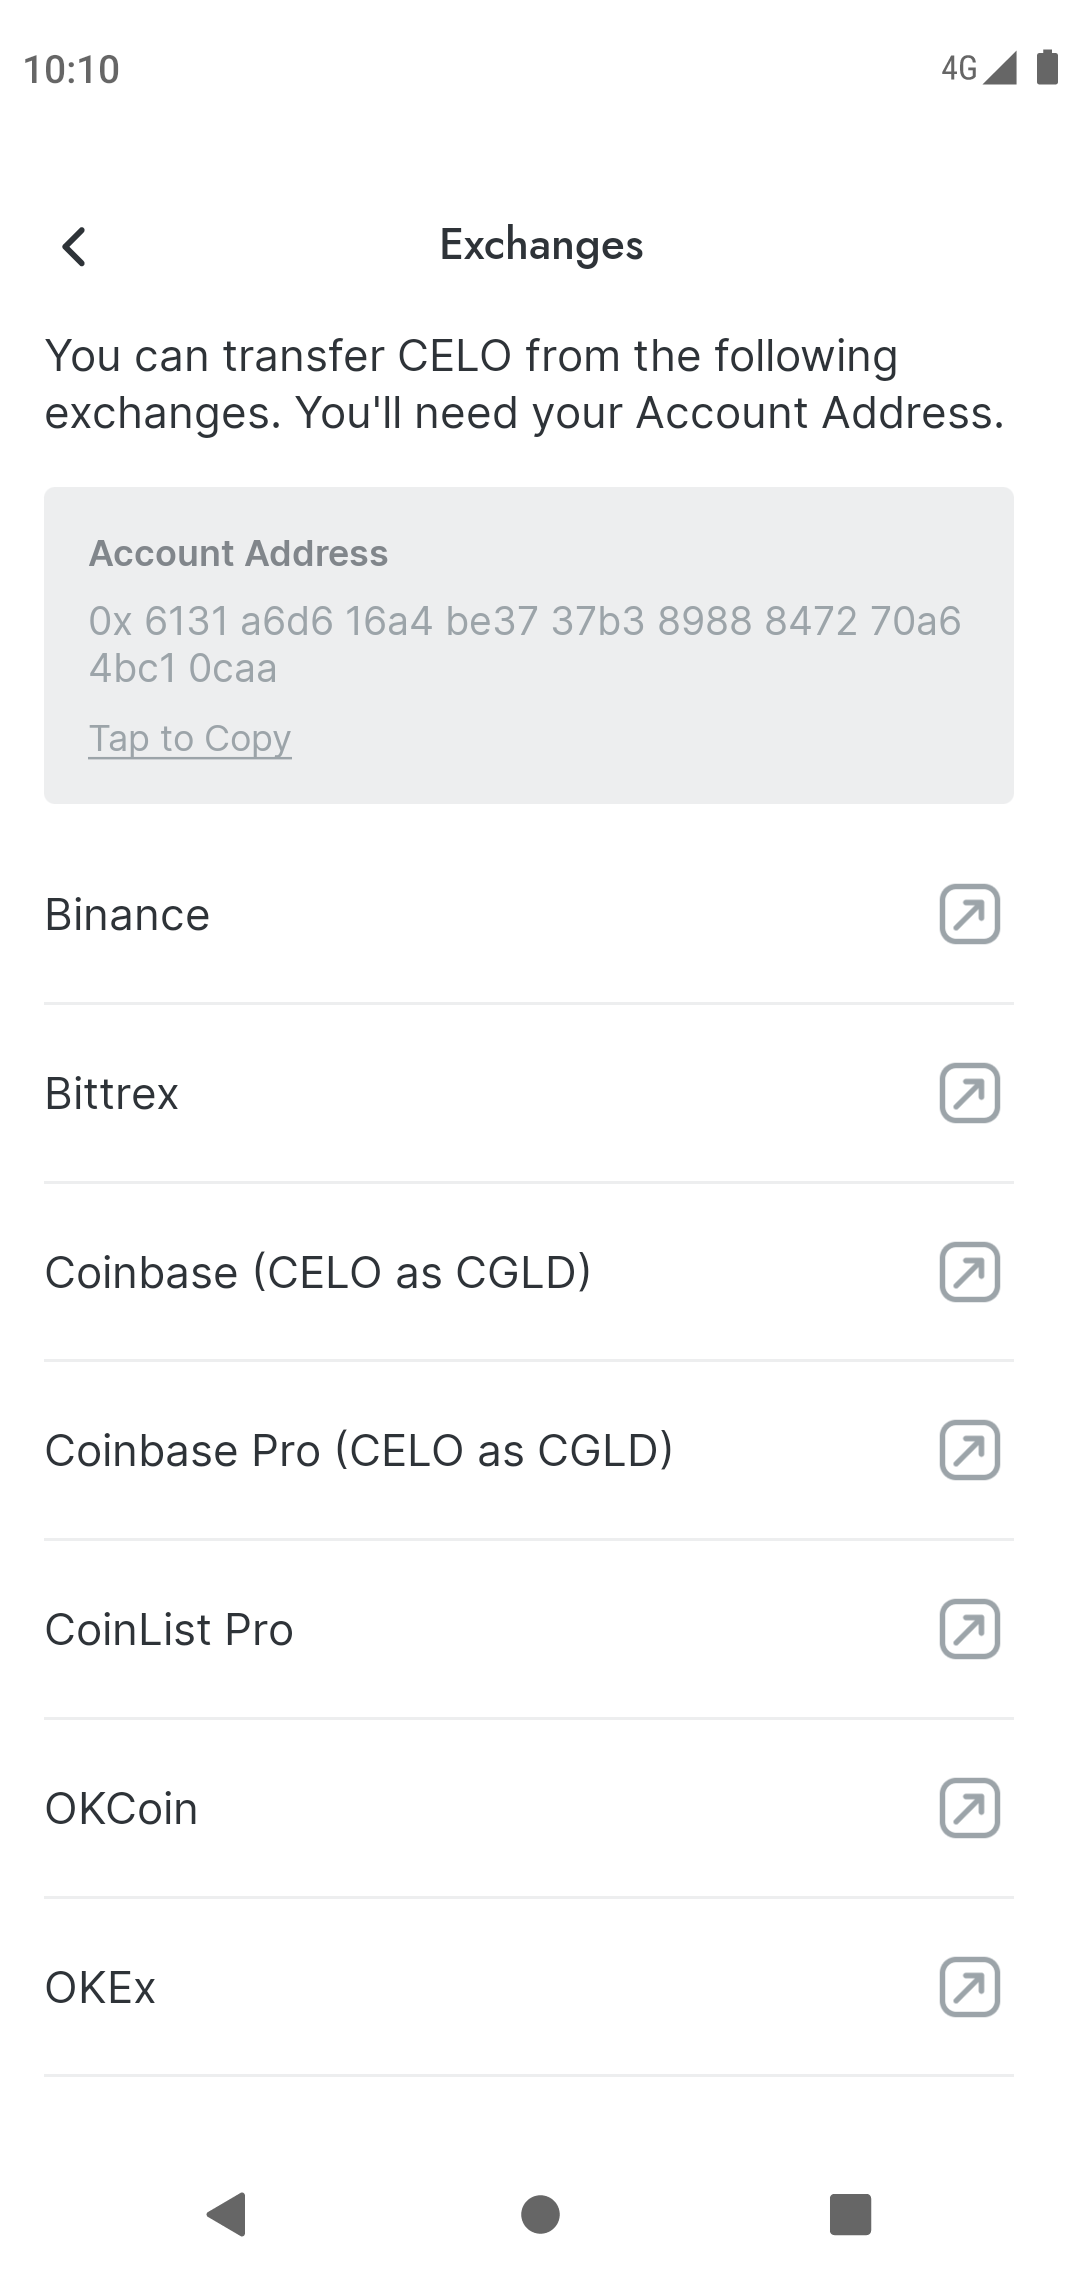 10:10
4G
Exchanges
You can transfer CELO from the following
exchanges. You'll need your Account Address.
Account Address
0x 6131 a6d6 16a4 be37 37b3 8988 8472 70a6
4bc1 0caa
Tap to Copy
Binance
Bittrex
Coinbase (CELO as CGLD)
Coinbase Pro (CELO as CGLD)
CoinList Pro
OKCoin
OKEx